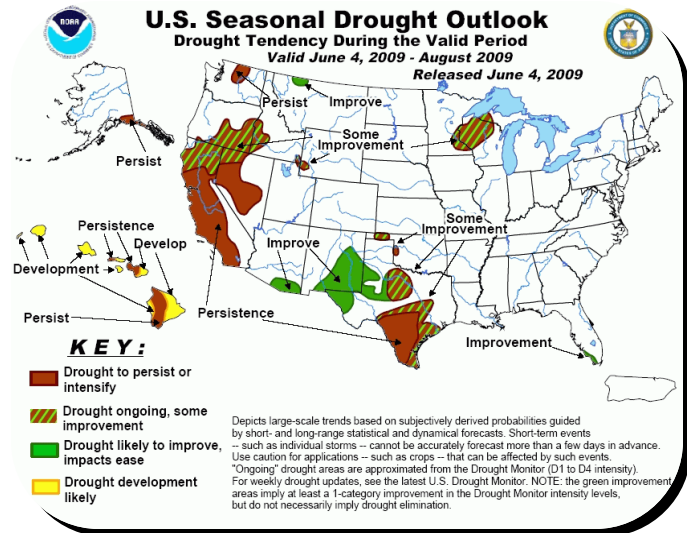 U.S. Seasonal Drought Outlook
Drought Tendency During the Valid Period
Valid June 4, 2009 - August 2009
Released June 4, 2009
NOAA
Persist
Improve
Some
Improvement
Persist
Persistence
Develop
Development
Improve
Some
Improvement
Persist
Persistence
Improvement
KEY:
Drought to persist or
intensify
Drought ongoing, some
improvement
Drought likely to improve,
impacts ease
Drought development
likely
Depicts large-scale trends based on subjectively derived probabilities guided
by short- and long-range statistical and dynamical forecasts. Short-term events
-- such as individual storms -- cannot be accurately forecast more than a few days in advance.
Use caution for applications -- such as crops -- that can be affected by such events.
"Ongoing" drought areas are approximated from the Drought Monitor (D1 to D4 intensity).
For weekly drought updates, see the latest U.S. Drought Monitor. NOTE: the green improvement
areas imply at least a 1-category improvement in the Drought Monitor intensity levels,
but do not necessarily imply drought elimination.